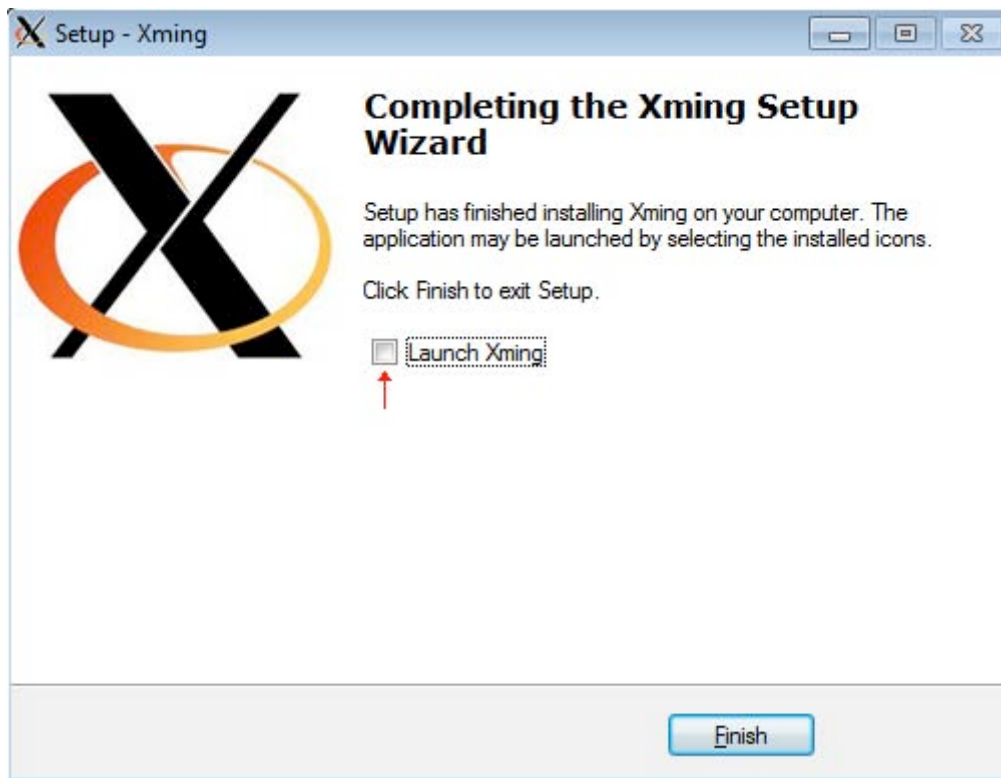 Setup - Xming
Completing the Xming Setup
Wizard
Setup has finished installing Xming on your computer. The
application may be launched by selecting the installed icons.
Click Finish to exit Setup.
Launch Xming
Finish